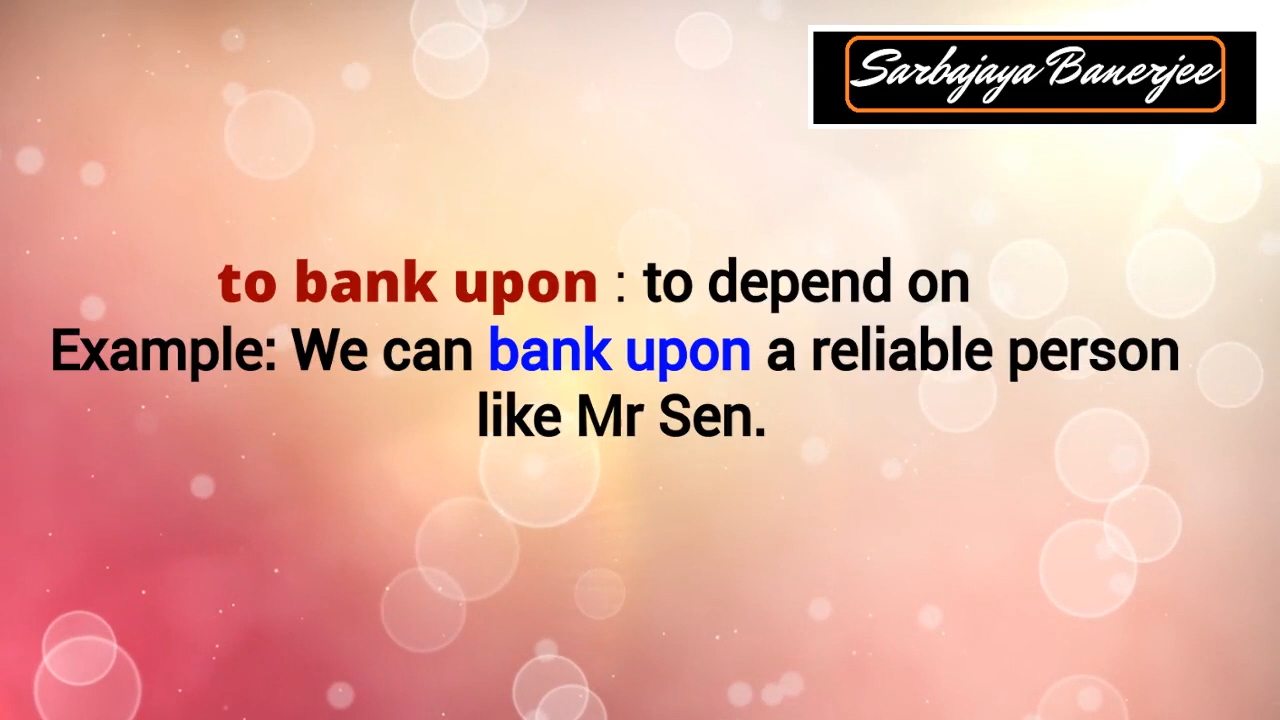 Sarbajaya Banerjee
to bank upon : to depend on
Example: We can bank upon a reliable person
like Mr Sen.